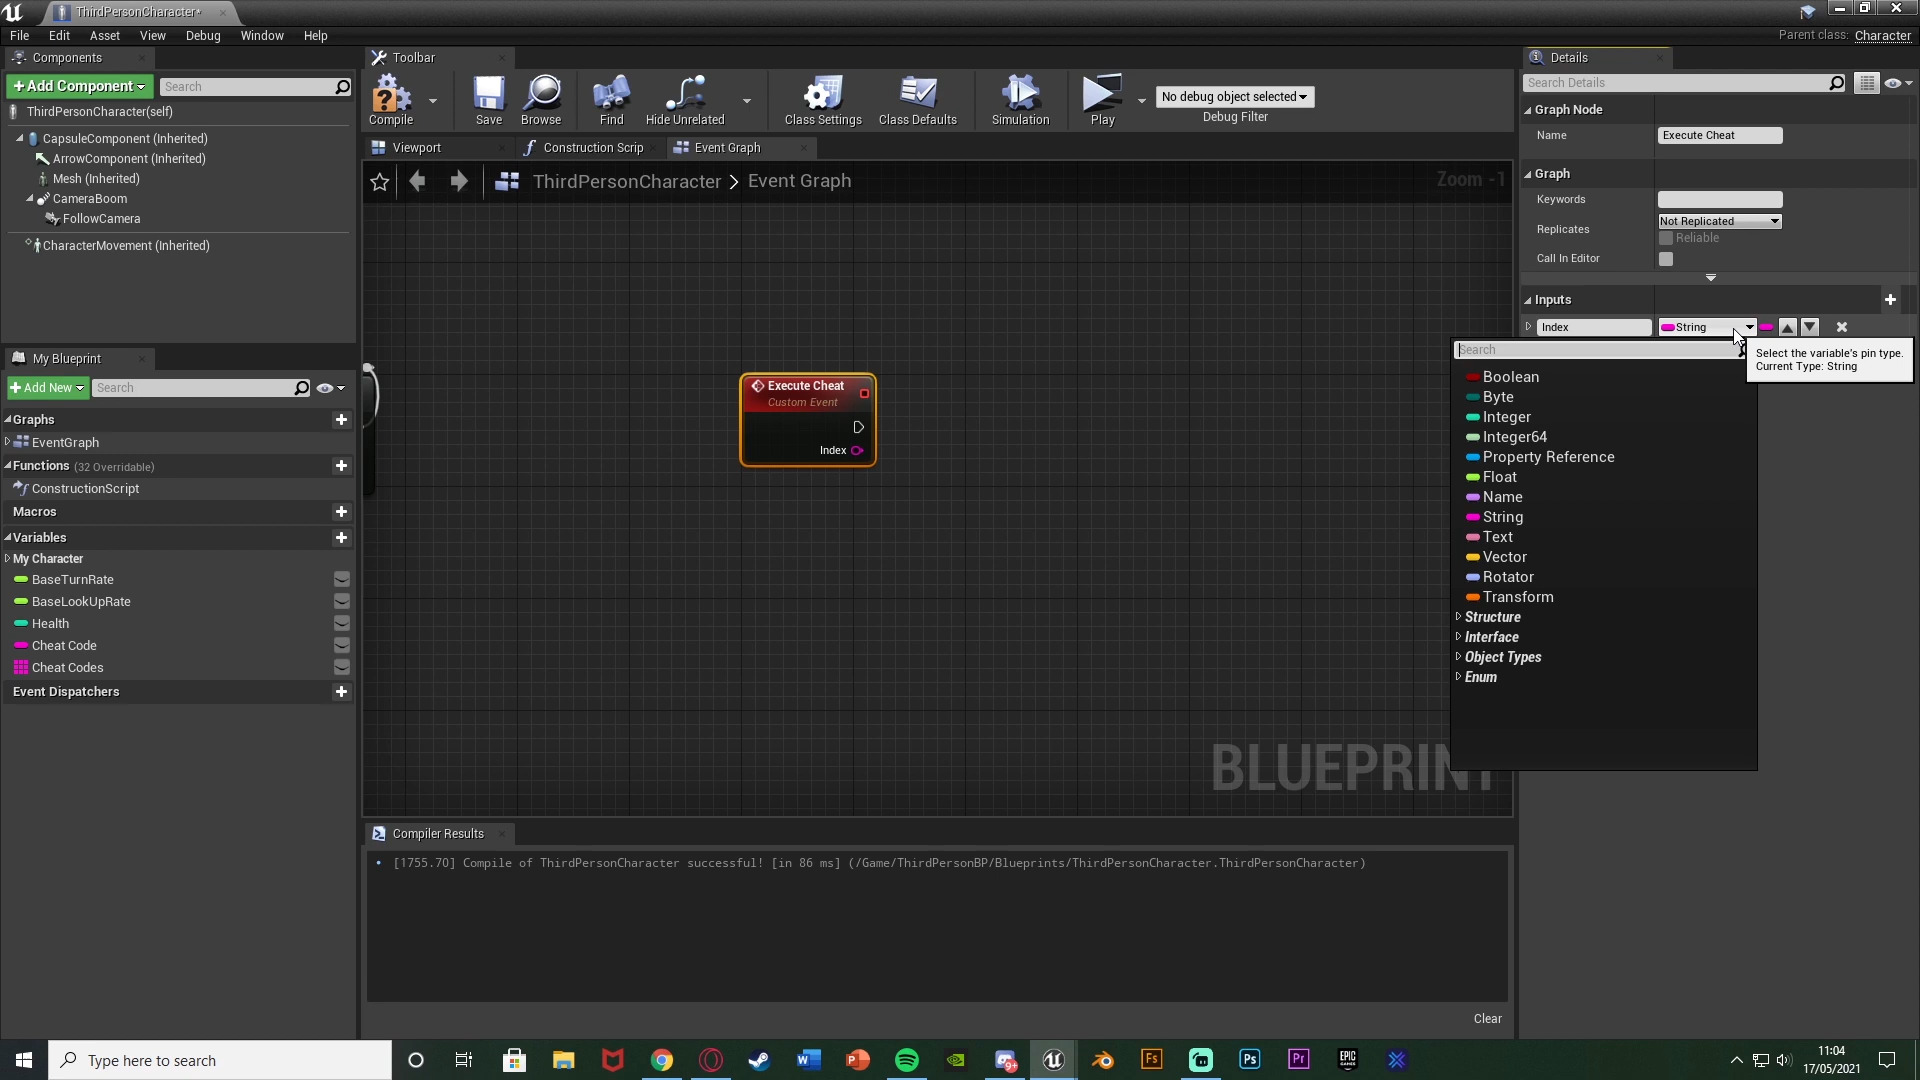 ThirdPersonCharacter*
File Edit Asset View Debug Window Help
Parent class: Character
Components
+ Add Component
Search
ThirdPersonCharacter(self)
CapsuleComponent (Inherited)
ArrowComponent (Inherited)
Mesh (Inherited)
CameraBoom
FollowCamera
CharacterMovement (Inherited)
My Blueprint
+ Add New
Search
Graphs
EventGraph
Functions (32 Overridable)
ConstructionScript
Macros
Variables
My Character
BaseTurnRate
BaseLookUpRate
Health
Cheat Code
Cheat Codes
Event Dispatchers
Toolbar
Compile
Save
Browse
Find
Hide Unrelated
Class Settings
Class Defaults
Simulation
Play
No debug object selected
Debug Filter
Viewport
Construction Scrip
Event Graph
ThirdPersonCharacter > Event Graph
Zoom -1
Execute Cheat
Custom Event
Index
BLUEPRINT
Compiler Results
[1755.70] Compile of ThirdPersonCharacter successful! [in 86 ms] (/Game/ThirdPersonBP/Blueprints/ThirdPersonCharacter.ThirdPersonCharacter)
Clear
Details
Search Details
Graph Node
Name Execute Cheat
Graph
Keywords
Replicates Not Replicated
Reliable
Call In Editor
Inputs
Index String
Search
Select the variable's pin type.
Current Type: String
Boolean
Byte
Integer
Integer64
Property Reference
Float
Name
String
Text
Vector
Rotator
Transform
Structure
Interface
Object Types
Enum
Type here to search
Fs
Ps
Pr
EPIC
GAMES
9+
11:04
17/05/2021